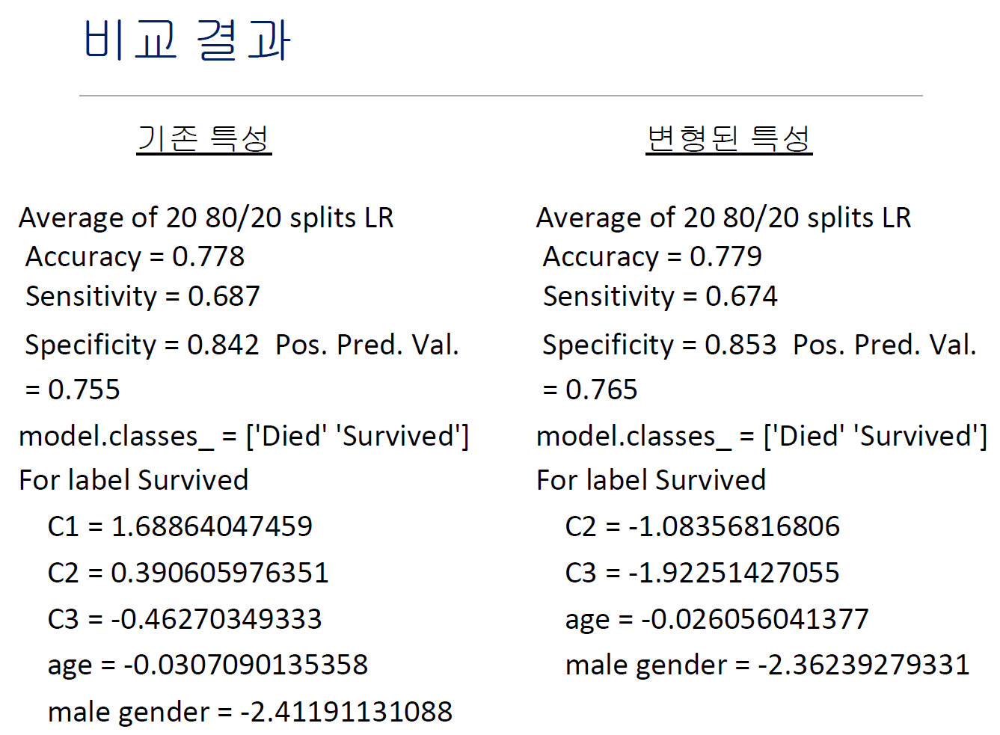 비교 결과
기존 특성
Average of 20 80/20 splits LR
Accuracy = 0.778
Sensitivity = 0.687
Specificity = 0.842  Pos. Pred. Val.
= 0.755
model.classes_ = ['Died' 'Survived']
For label Survived
C1 = 1.68864047459
C2 = 0.390605976351
C3 = -0.46270349333
age = -0.0307090135358
male gender = -2.41191131088
변형된 특성
Average of 20 80/20 splits LR
Accuracy = 0.779
Sensitivity = 0.674
Specificity = 0.853  Pos. Pred. Val.
= 0.765
model.classes_ = ['Died' 'Survived']
For label Survived
C2 = -1.08356816806
C3 = -1.92251427055
age = -0.026056041377
male gender = -2.36239279331